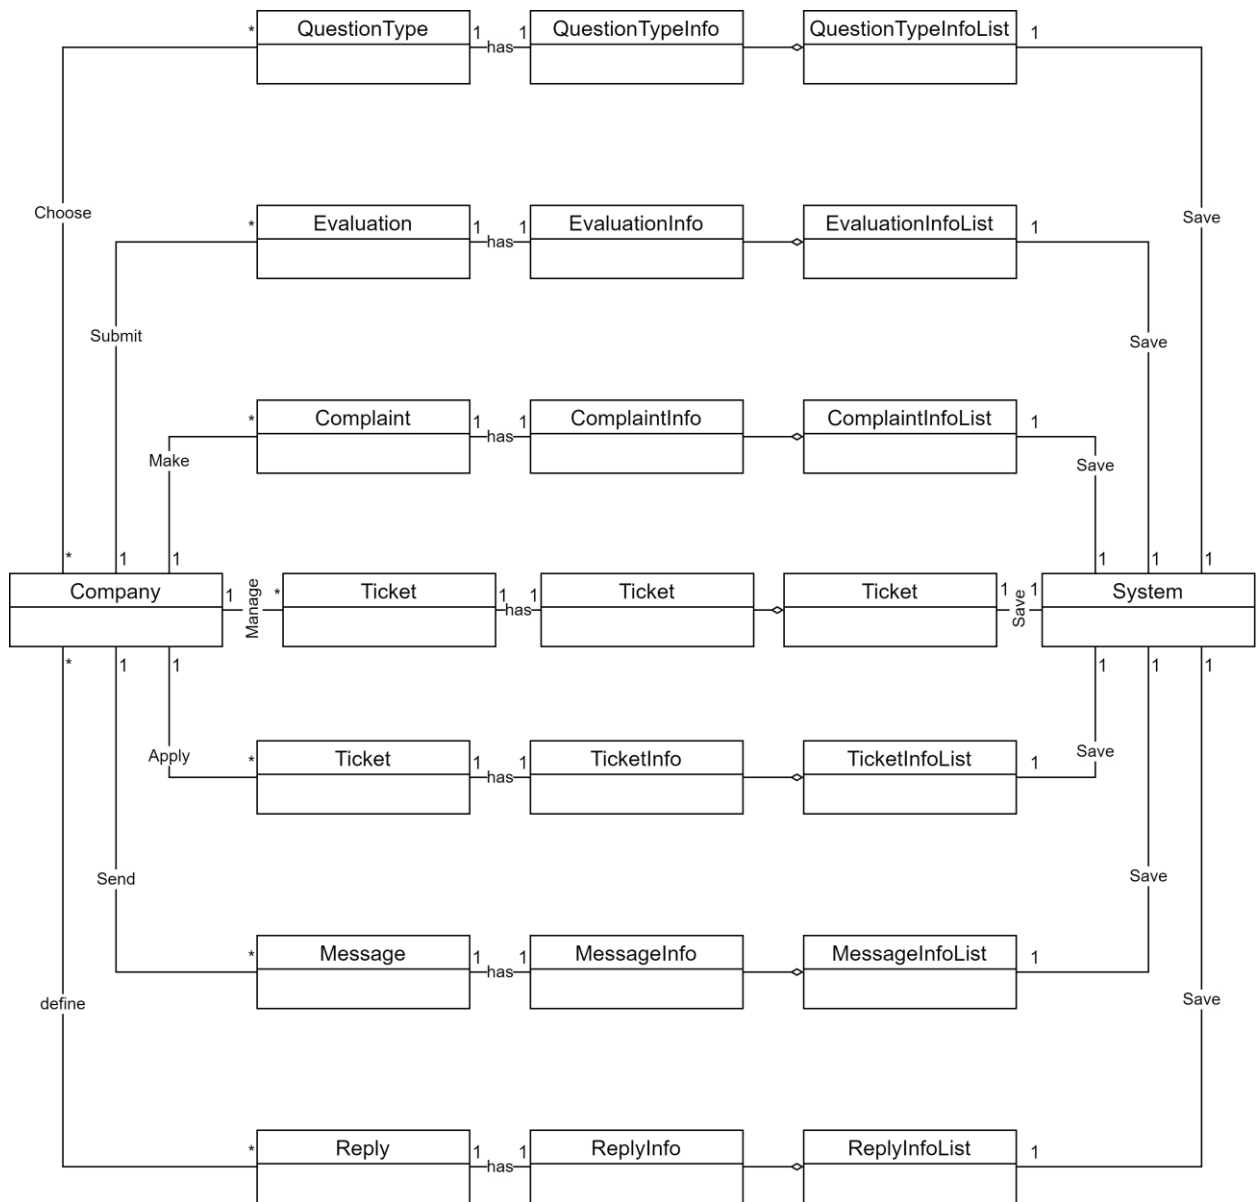 QuestionType
QuestionTypeInfo
QuestionTypeInfoList
* 1 has 1 1
Choose
Save
Evaluation
EvaluationInfo
EvaluationInfoList
* 1 has 1 1
Submit
Save
Complaint
ComplaintInfo
ComplaintInfoList
* 1 has 1 1
Make
Save
* 1 1 1 1 1
Company
Ticket
Ticket
Ticket
System
1 Manage * 1 has 1 1 Save 1
* 1 1 1 1 1
Apply
Save
Ticket
TicketInfo
TicketInfoList
* 1 has 1 1
Send
Save
Message
MessageInfo
MessageInfoList
* 1 has 1 1
define
Save
Reply
ReplyInfo
ReplyInfoList
* 1 has 1 1